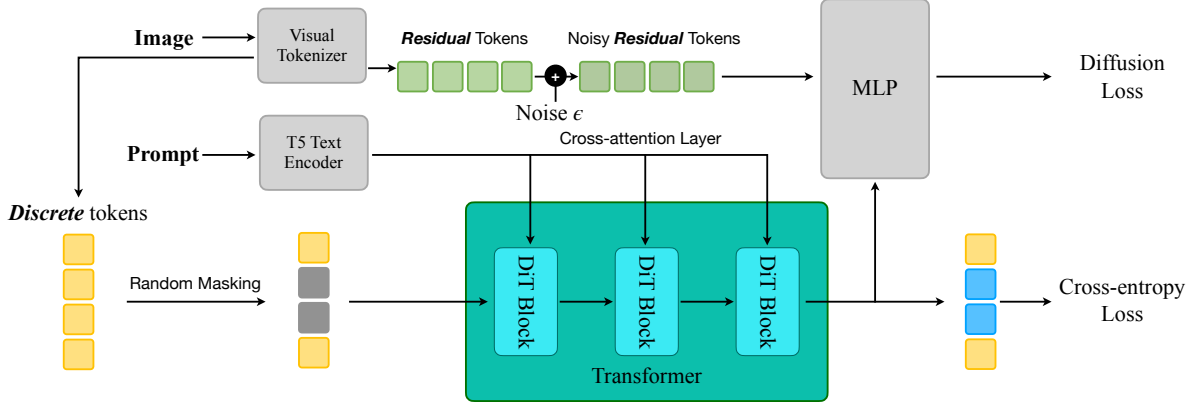 Image
Visual
Tokenizer
Residual Tokens
Noisy Residual Tokens
+
Noise ϵ
MLP
Diffusion
Loss
Prompt
T5 Text
Encoder
Cross-attention Layer
Discrete tokens
Random Masking
DiT Block
DiT Block
DiT Block
Transformer
Cross-entropy
Loss